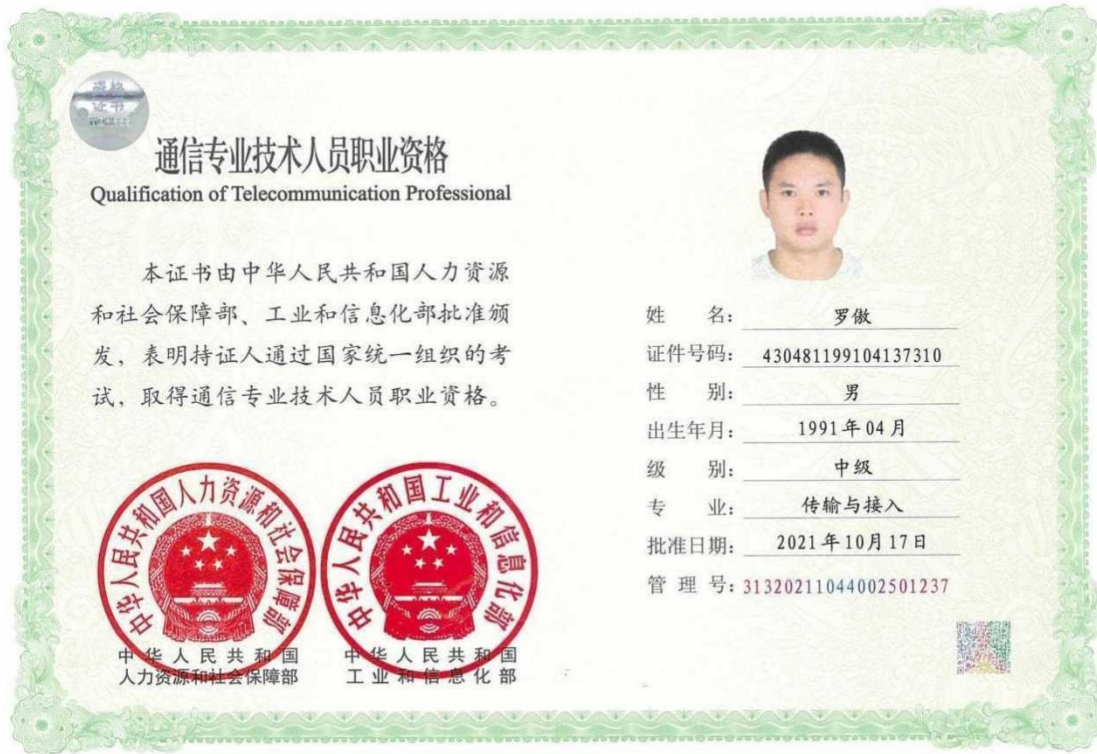 资格
证书
通信专业技术人员职业资格
Qualification of Telecommunication Professional
本证书由中华人民共和国人力资源
和社会保障部、工业和信息化部批准颁
发，表明持证人通过国家统一组织的考
试，取得通信专业技术人员职业资格。
中华人民共和国人力资源和社会保障部
中华人民共和国工业和信息化部
中华人民共和国
人力资源和社会保障部
中华人民共和国
工业和信息化部
姓 名： 罗傲
证件号码： 430481199104137310
性 别： 男
出生年月： 1991年04月
级 别： 中级
专 业： 传输与接入
批准日期： 2021年10月17日
管 理 号：31320211044002501237